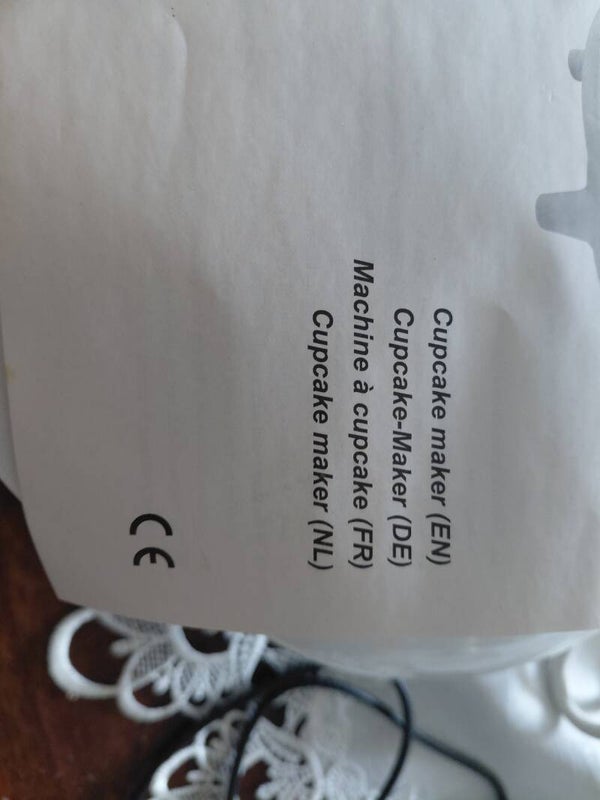 Cupcake maker (EN)
Cupcake-Maker (DE)
Machine à cupcake (FR)
Cupcake maker (NL)
CE